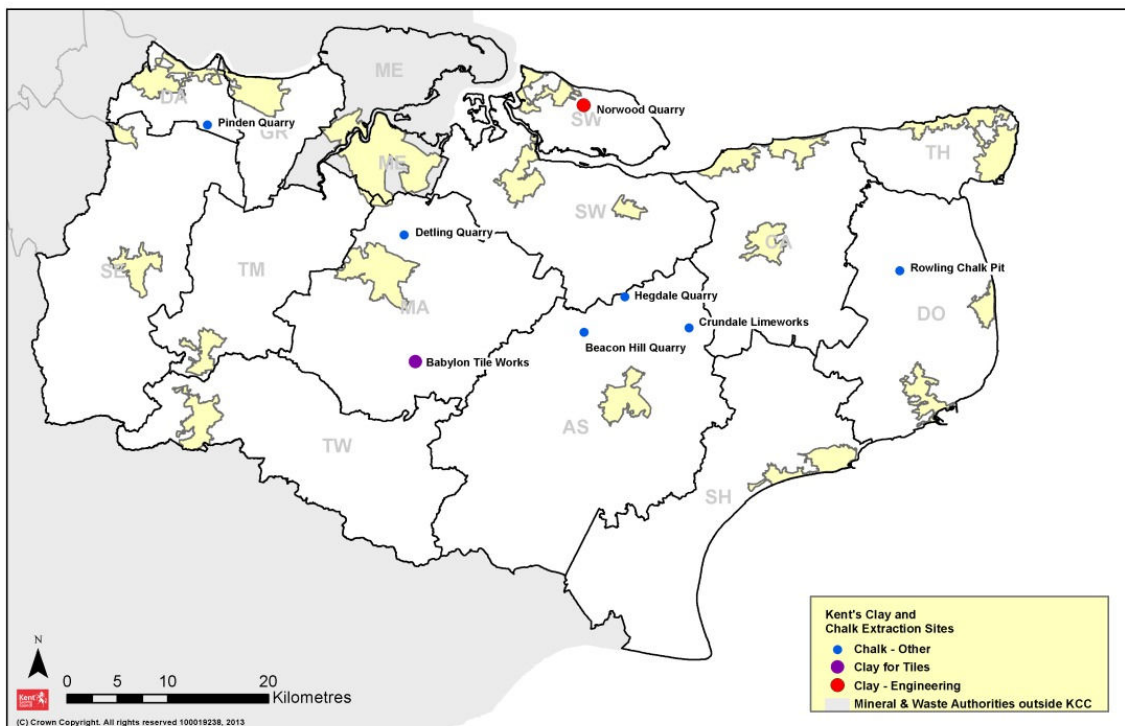 ME
DA
Pinden Quarry
GR
Norwood Quarry
SW
ME
TH
SW
Detling Quarry
CA
SE
TM
Rowling Chalk Pit
MA
Hegdale Quarry
DO
Crundale Limeworks
Beacon Hill Quarry
Babylon Tile Works
AS
TW
SH
Kent's Clay and
Chalk Extraction Sites
Chalk - Other
Clay for Tiles
Clay - Engineering
Mineral & Waste Authorities outside KCC
N
0 5 10 20
Kilometres
(C) Crown Copyright. All rights reserved 100019238, 2013